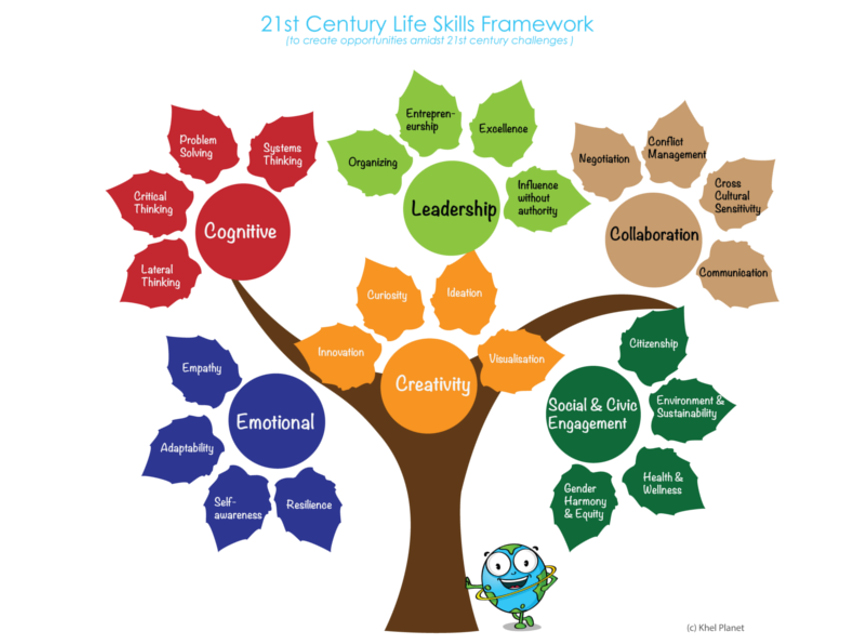 21st Century Life Skills Framework
(to create opportunities amidst 21st century challenges )
Problem
Solving
Systems
Thinking
Critical
Thinking
Lateral
Thinking
Cognitive
Entrepren-
eurship
Excellence
Organizing
Influence
without
authority
Leadership
Negotiation
Conflict
Management
Cross
Cultural
Sensitivity
Communication
Collaboration
Curiosity
Ideation
Innovation
Visualisation
Creativity
Empathy
Adaptability
Self-
awareness
Resilience
Emotional
Citizenship
Environment &
Sustainability
Health &
Wellness
Gender
Harmony
& Equity
Social & Civic
Engagement
(c) Khel Planet